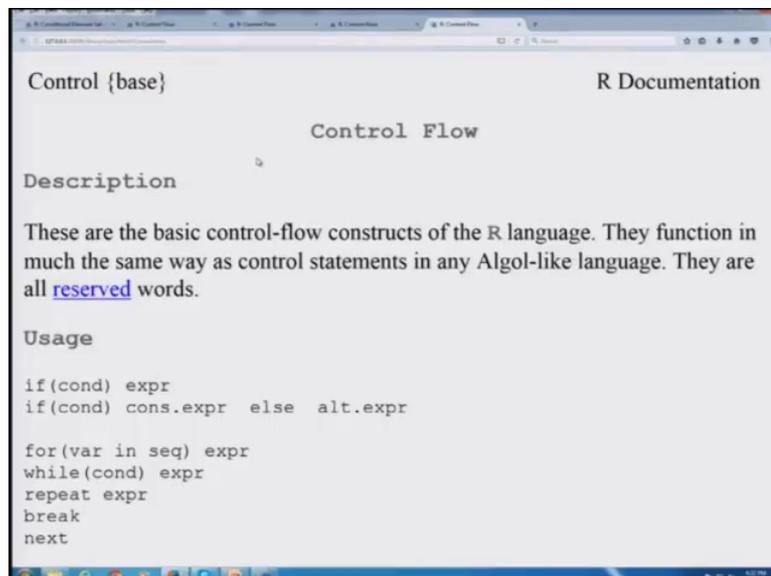 R Control Flow
Control {base}
R Documentation
Control Flow
Description
These are the basic control-flow constructs of the R language. They function in
much the same way as control statements in any Algol-like language. They are
all reserved words.
Usage
if(cond) expr
if(cond) cons.expr  else  alt.expr
for(var in seq) expr
while(cond) expr
repeat expr
break
next